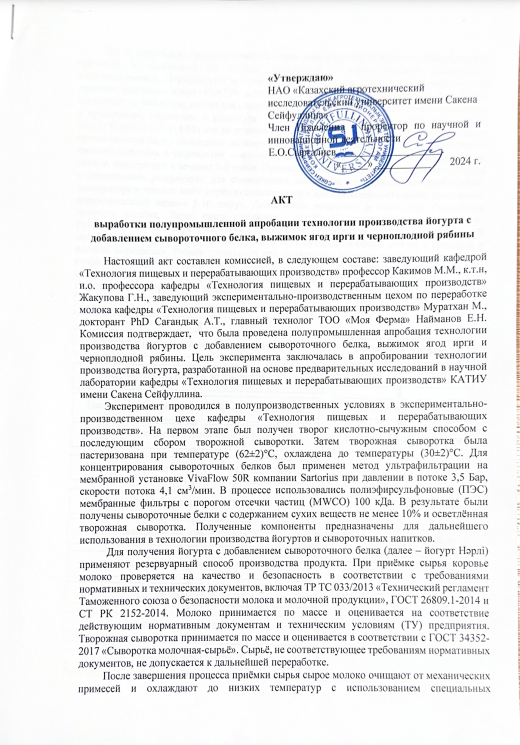 «Утверждаю»
НАО «Казахский агротехнический
исследовательский университет имени Сакена
Сейфуллина»
Член Правления - проректор по научной и
инновационной деятельности
Е.О.
2024 г.
АКТ
выработки полупромышленной апробации технологии производства йогурта с
добавлением сывороточного белка, выжимок ягод ирги и черноплодной рябины
Настоящий акт составлен комиссией, в следующем составе: заведующий кафедрой
«Технология пищевых и перерабатывающих производств» профессор Какимов М.М., к.т.н,
и.о. профессора кафедры «Технология пищевых и перерабатывающих производств»
Жакупова Г.Н., заведующий экспериментально-производственным цехом по переработке
молока кафедры «Технология пищевых и перерабатывающих производств» Муратхан М.,
докторант PhD Сагандык А.Т., главный технолог ТОО «Моя Ферма» Найманов Е.Н.
Комиссия подтверждает, что была проведена полупромышленная апробация технологии
производства йогуртов с добавлением сывороточного белка, выжимок ягод ирги и
черноплодной рябины. Цель эксперимента заключалась в апробировании технологии
производства йогурта, разработанной на основе предварительных исследований в научной
лаборатории кафедры «Технология пищевых и перерабатывающих производств» КАТИУ
имени Сакена Сейфуллина.
Эксперимент проводился в полупроизводственных условиях в экспериментально-
производственном цехе кафедры «Технология пищевых и перерабатывающих
производств». На первом этапе был получен творог кислотно-сычужным способом с
последующим сбором творожной сыворотки. Затем творожная сыворотка была
пастеризована при температуре (62±2)°С, охлаждена до температуры (30±2)°С. Для
концентрирования сывороточных белков был применен метод ультрафильтрации на
мембранной установке VivaFlow 50R компании Sartorius при давлении в потоке 3,5 Бар,
скорости потока 4,1 см³/мин. В процессе использовались полиэфирсульфоновые (ПЭС)
мембранные фильтры с порогом отсечки частиц (MWCO) 100 кДа. В результате были
получены сывороточные белки с содержанием сухих веществ не менее 10% и осветлённая
творожная сыворотка. Полученные компоненты предназначены для дальнейшего
использования в технологии производства йогуртов и сывороточных напитков.
Для получения йогурта с добавлением сывороточного белка (далее – йогурт Нәрлі)
применяют резервуарный способ производства продукта. При приёмке сырья коровье
молоко проверяется на качество и безопасность в соответствии с требованиями
нормативных и технических документов, включая ТР ТС 033/2013 «Технический регламент
Таможенного союза о безопасности молока и молочной продукции», ГОСТ 26809.1-2014 и
СТ РК 2152-2014. Молоко принимается по массе и оценивается на соответствие
действующим нормативным документам и техническим условиям (ТУ) предприятия.
Творожная сыворотка принимается по массе и оценивается в соответствии с ГОСТ 34352-
2017 «Сыворотка молочная-сырьё». Сырьё, не соответствующее требованиям нормативных
документов, не допускается к дальнейшей переработке.
После завершения процесса приёмки сырья сырое молоко очищают от механических
примесей и охлаждают до низких температур с использованием специальных